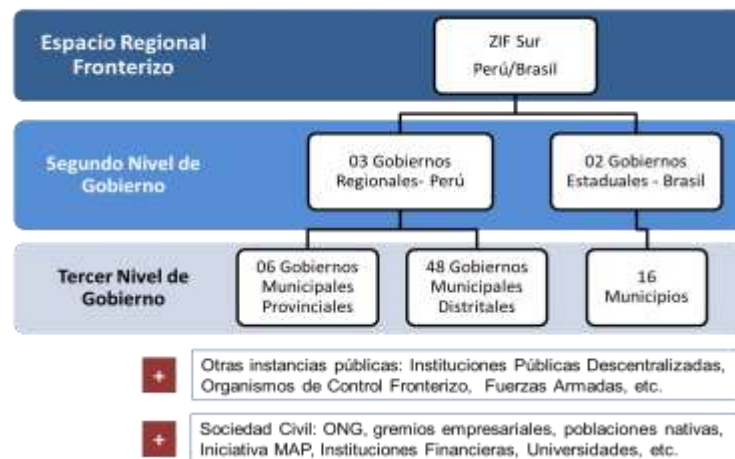 Espacio Regional
Fronterizo
ZIF Sur
Perú/Brasil
Segundo Nivel de
Gobierno
03 Gobiernos
Regionales- Perú
02 Gobiernos
Estaduales - Brasil
Tercer Nivel de
Gobierno
06 Gobiernos
Municipales
Provinciales
48 Gobiernos
Municipales
Distritales
16
Municipios
+
Otras instancias públicas: Instituciones Públicas Descentralizadas,
Organismos de Control Fronterizo, Fuerzas Armadas, etc.
+
Sociedad Civil: ONG, gremios empresariales, poblaciones nativas,
Iniciativa MAP, Instituciones Financieras, Universidades, etc.